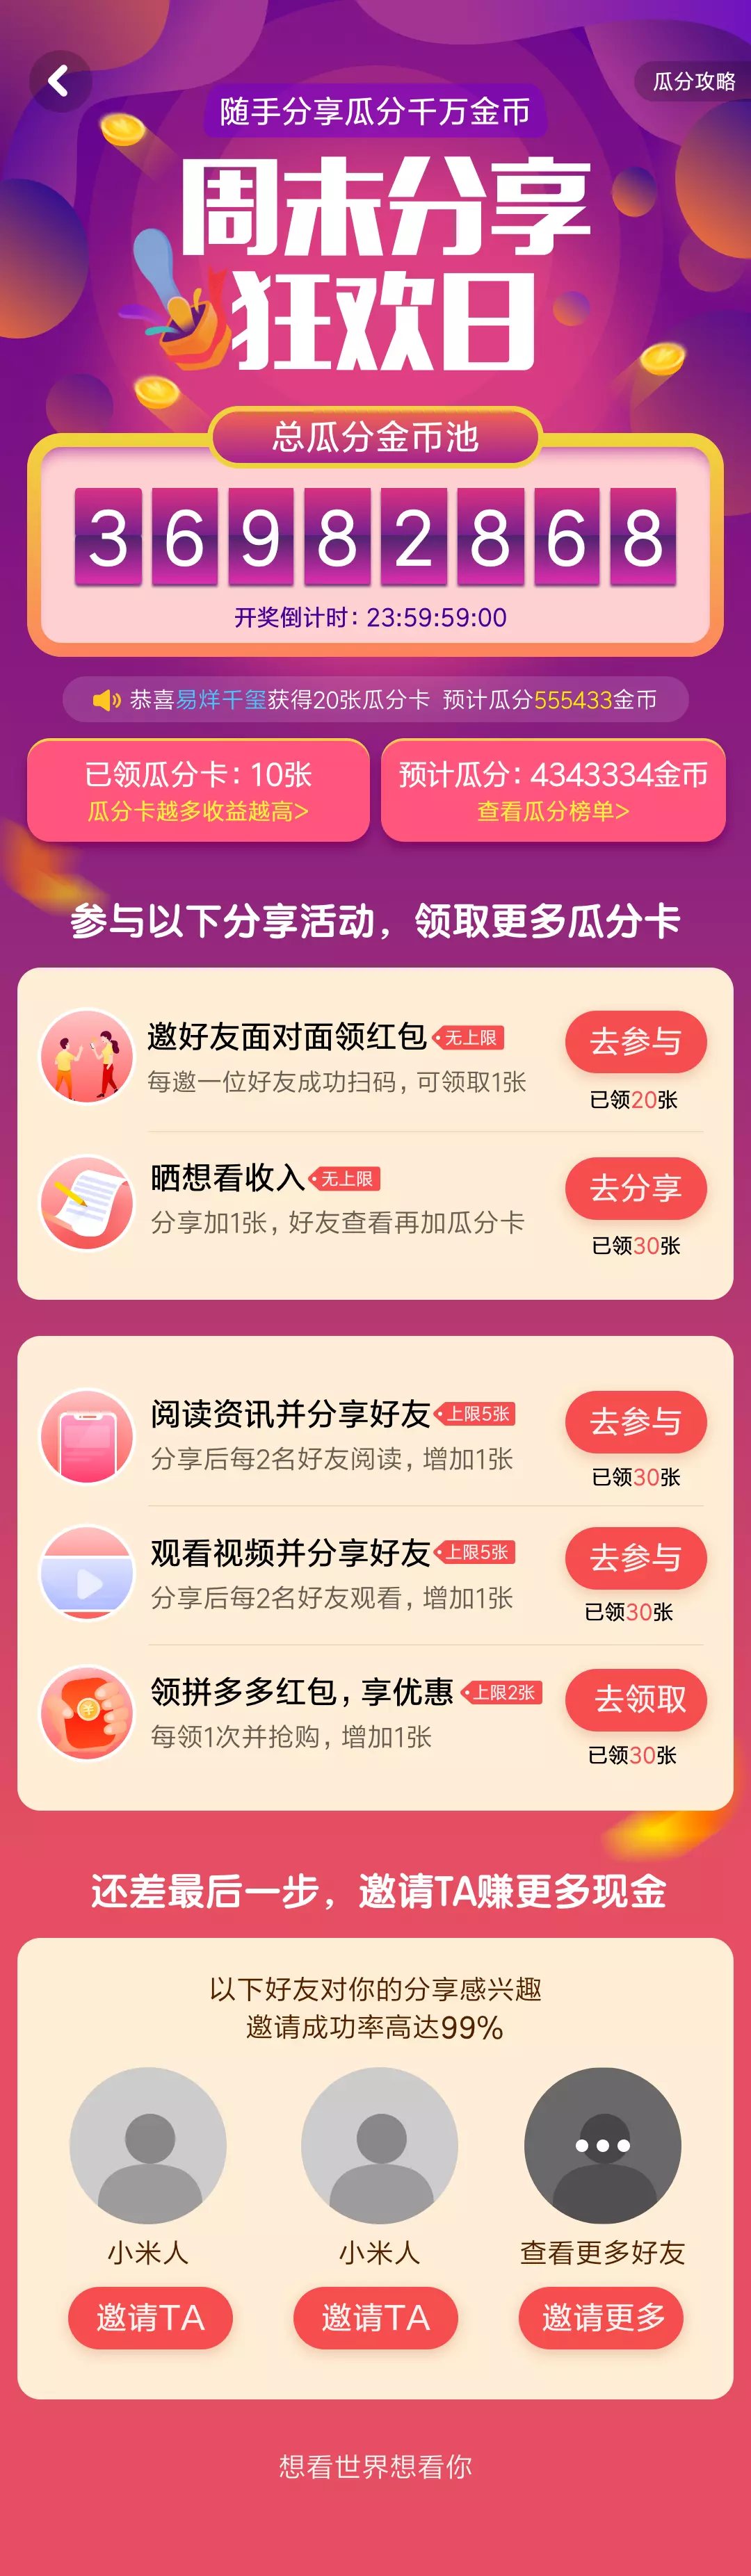 瓜分攻略
随手分享瓜分千万金币
周末分享
狂欢日
总瓜分金币池
3 6 9 8 2 8 6 8
开奖倒计时：23:59:59:00
恭喜易烊千玺获得20张瓜分卡 预计瓜分555433金币
已领瓜分卡：10张
瓜分卡越多收益越高>
预计瓜分：4343334金币
查看瓜分榜单>
参与以下分享活动，领取更多瓜分卡
邀好友面对面领红包 无上限
每邀一位好友成功扫码，可领取1张
去参与
已领20张
晒想看收入 无上限
分享加1张，好友查看再加瓜分卡
去分享
已领30张
阅读资讯并分享好友 上限5张
分享后每2名好友阅读，增加1张
去参与
已领30张
观看视频并分享好友 上限5张
分享后每2名好友观看，增加1张
去参与
已领30张
领拼多多红包，享优惠 上限2张
每领1次并抢购，增加1张
去领取
已领30张
还差最后一步，邀请TA赚更多现金
以下好友对你的分享感兴趣
邀请成功率高达99%
小米人
小米人
查看更多好友
邀请TA
邀请TA
邀请更多
想看世界想看你